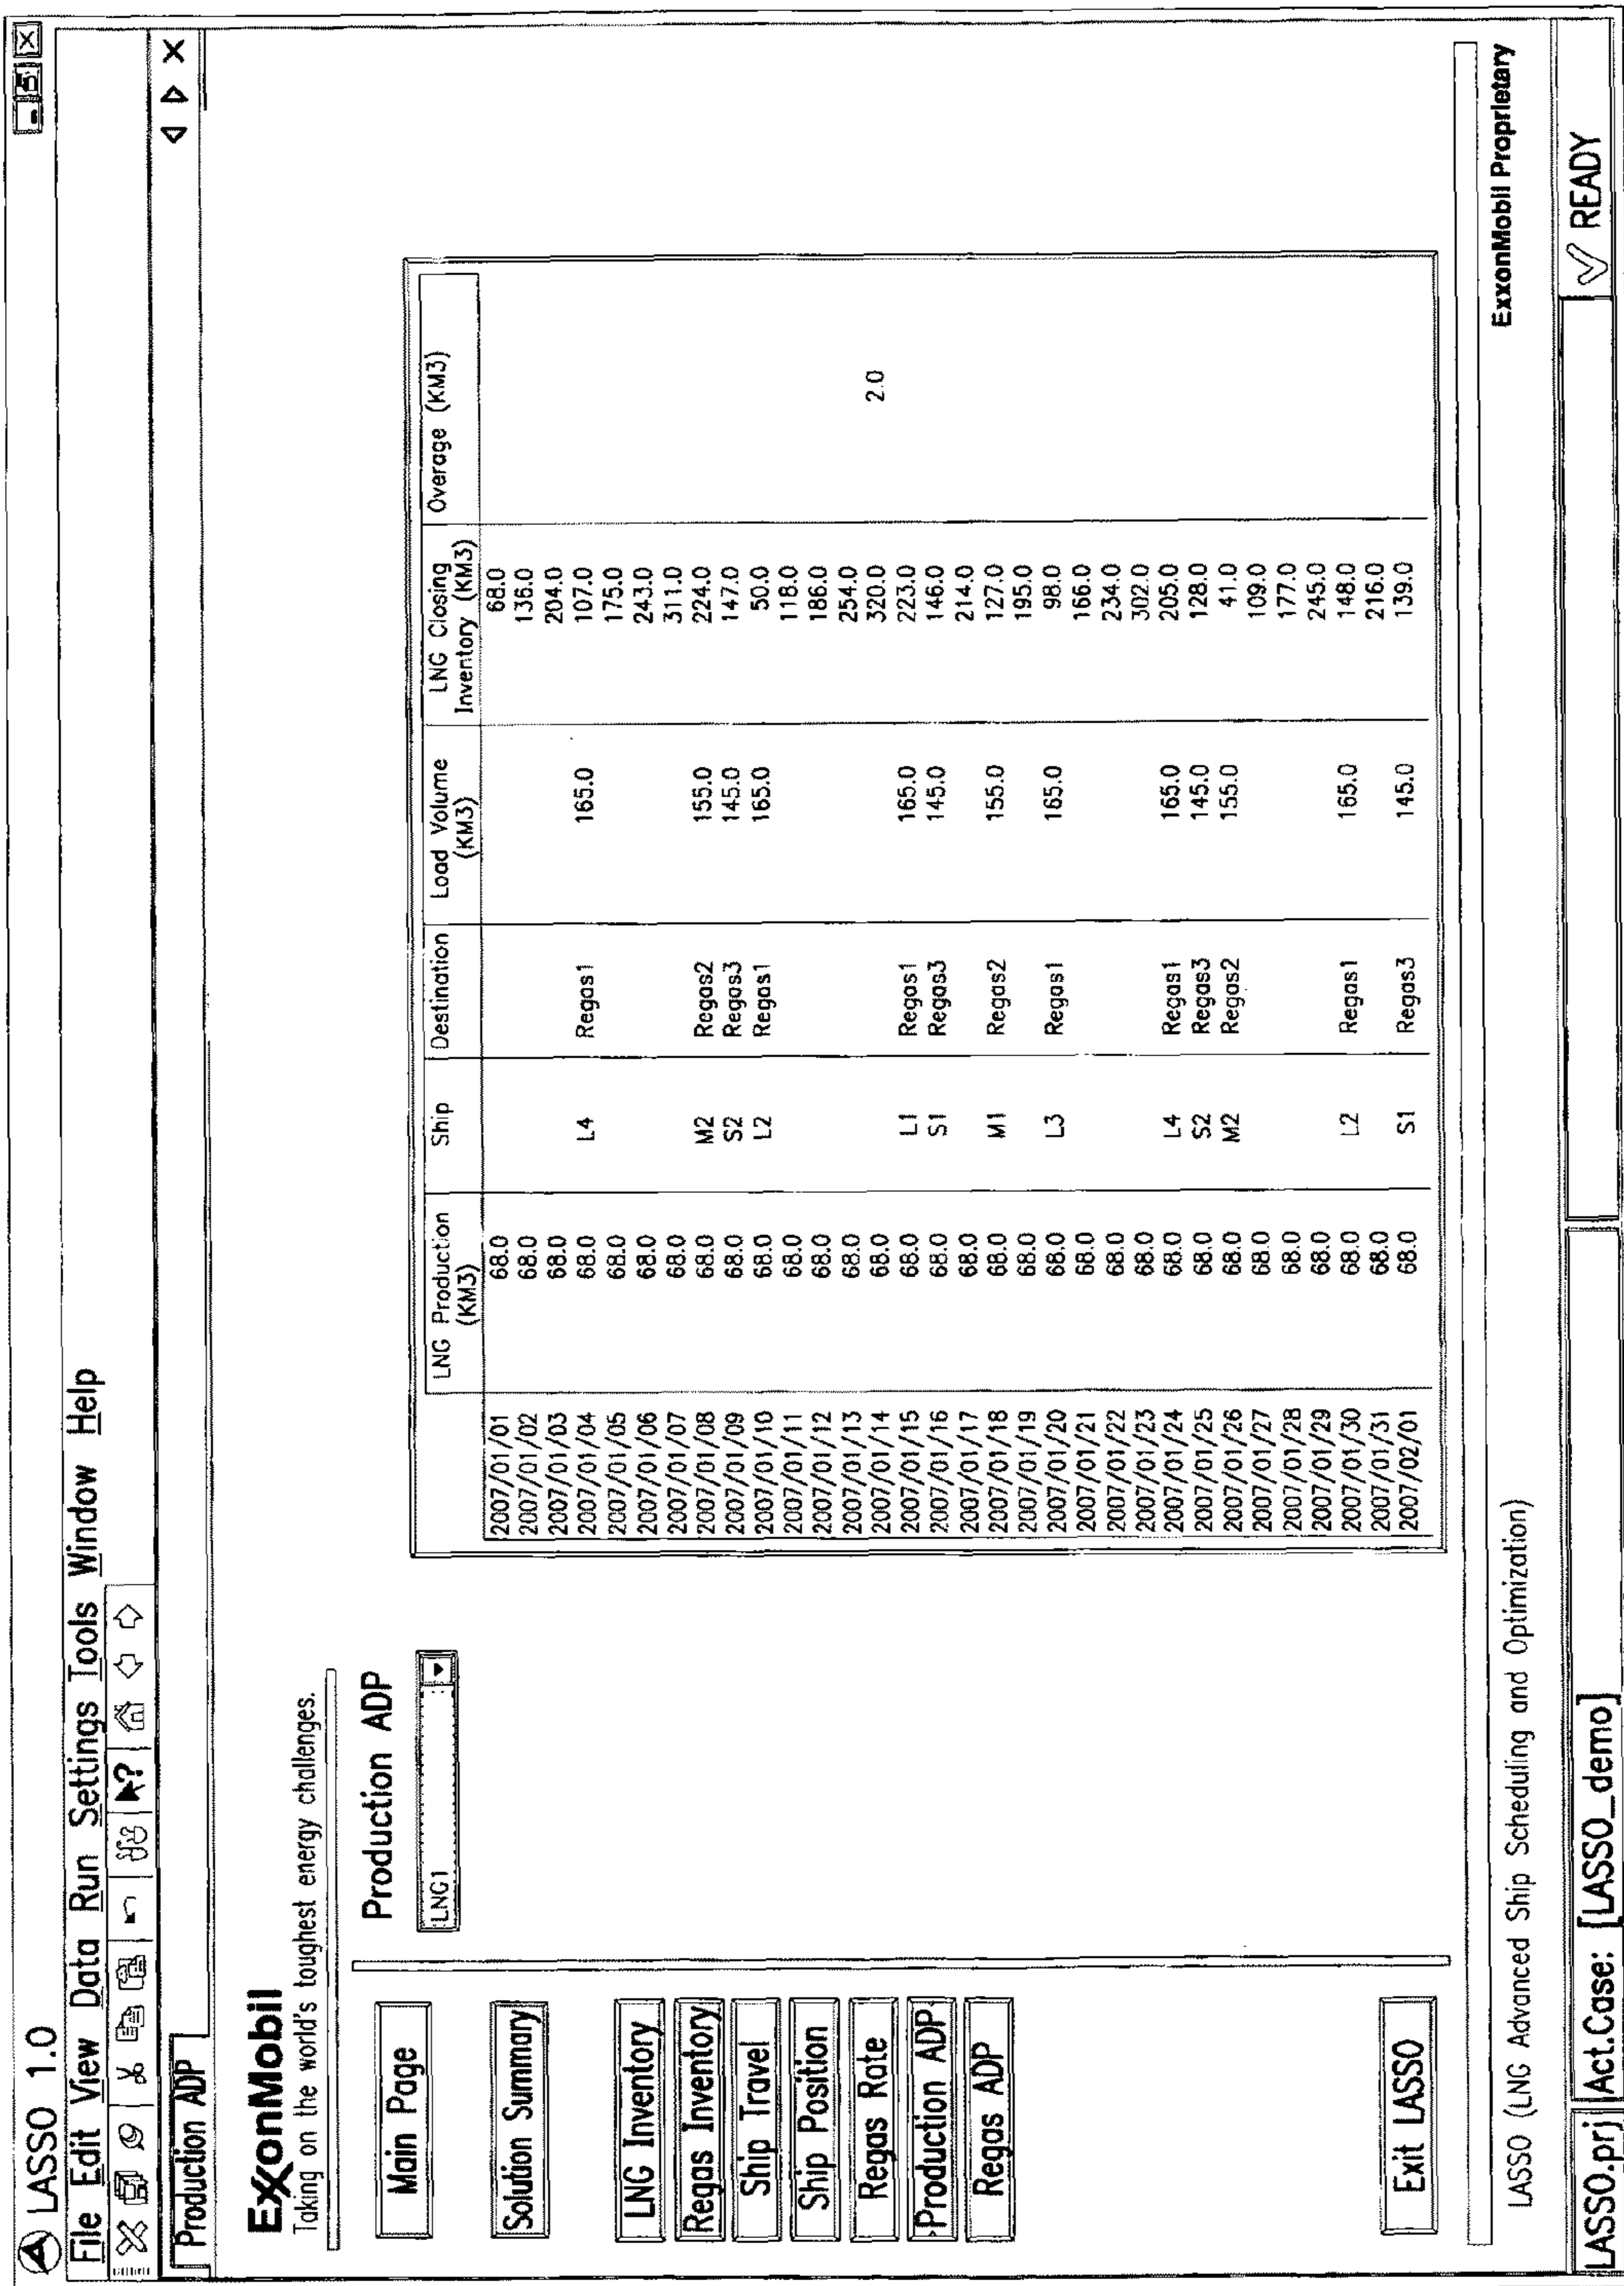 LASSO 1.0
File Edit View Data Run Settings Tools Window Help
Production ADP
ExxonMobil
Taking on the world's toughest energy challenges.
Main Page
Solution Summary
LNG Inventory
Regas Inventory
Ship Travel
Ship Position
Regas Rate
Production ADP
Regas ADP
Exit LASSO
Production ADP
LNG1
LNG Production (KM3) Ship Destination Load Volume (KM3) LNG Closing Inventory (KM3) Overage (KM3)
2007/01/01 68.0 68.0
2007/01/02 68.0 136.0
2007/01/03 68.0 204.0
2007/01/04 68.0 L4 Regas1 165.0 107.0
2007/01/05 68.0 175.0
2007/01/06 68.0 243.0
2007/01/07 68.0 311.0
2007/01/08 68.0 M2 Regas2 155.0 224.0
2007/01/09 68.0 S2 Regas3 145.0 147.0
2007/01/10 68.0 L2 Regas1 165.0 50.0
2007/01/11 68.0 118.0
2007/01/12 68.0 186.0
2007/01/13 68.0 254.0
2007/01/14 68.0 320.0 2.0
2007/01/15 68.0 L1 Regas1 165.0 223.0
2007/01/16 68.0 S1 Regas3 145.0 146.0
2007/01/17 68.0 214.0
2007/01/18 68.0 M1 Regas2 155.0 127.0
2007/01/19 68.0 195.0
2007/01/20 68.0 L3 Regas1 165.0 98.0
2007/01/21 68.0 166.0
2007/01/22 68.0 234.0
2007/01/23 68.0 302.0
2007/01/24 68.0 L4 Regas1 165.0 205.0
2007/01/25 68.0 S2 Regas3 145.0 128.0
2007/01/26 68.0 M2 Regas2 155.0 41.0
2007/01/27 68.0 109.0
2007/01/28 68.0 177.0
2007/01/29 68.0 245.0
2007/01/30 68.0 L2 Regas1 165.0 148.0
2007/01/31 68.0 216.0
2007/02/01 68.0 S1 Regas3 145.0 139.0
LASSO (LNG Advanced Ship Scheduling and Optimization)
ExxonMobil Proprietary
LASSO.prj Act.Case: [LASSO_demo] READY